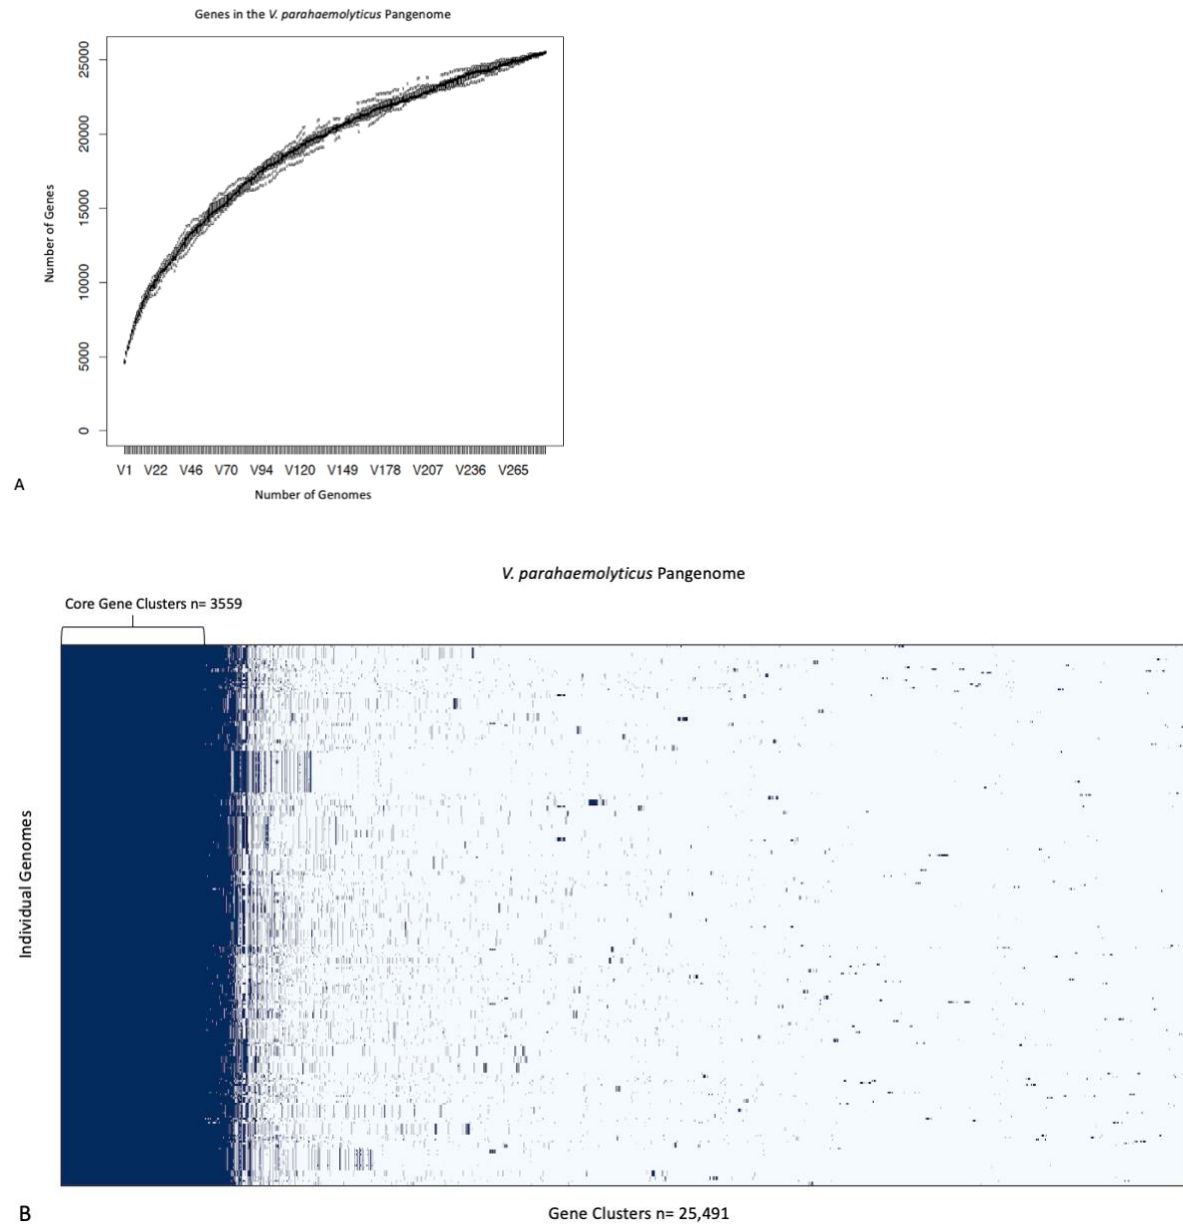 Genes in the V. parahaemolyticus Pangenome
Number of Genes
25000
20000
15000
10000
5000
0
V1 V22 V46 V70 V94 V120 V149 V178 V207 V236 V265
Number of Genomes
A
V. parahaemolyticus Pangenome
Core Gene Clusters n= 3559
Individual Genomes
B
Gene Clusters n= 25,491